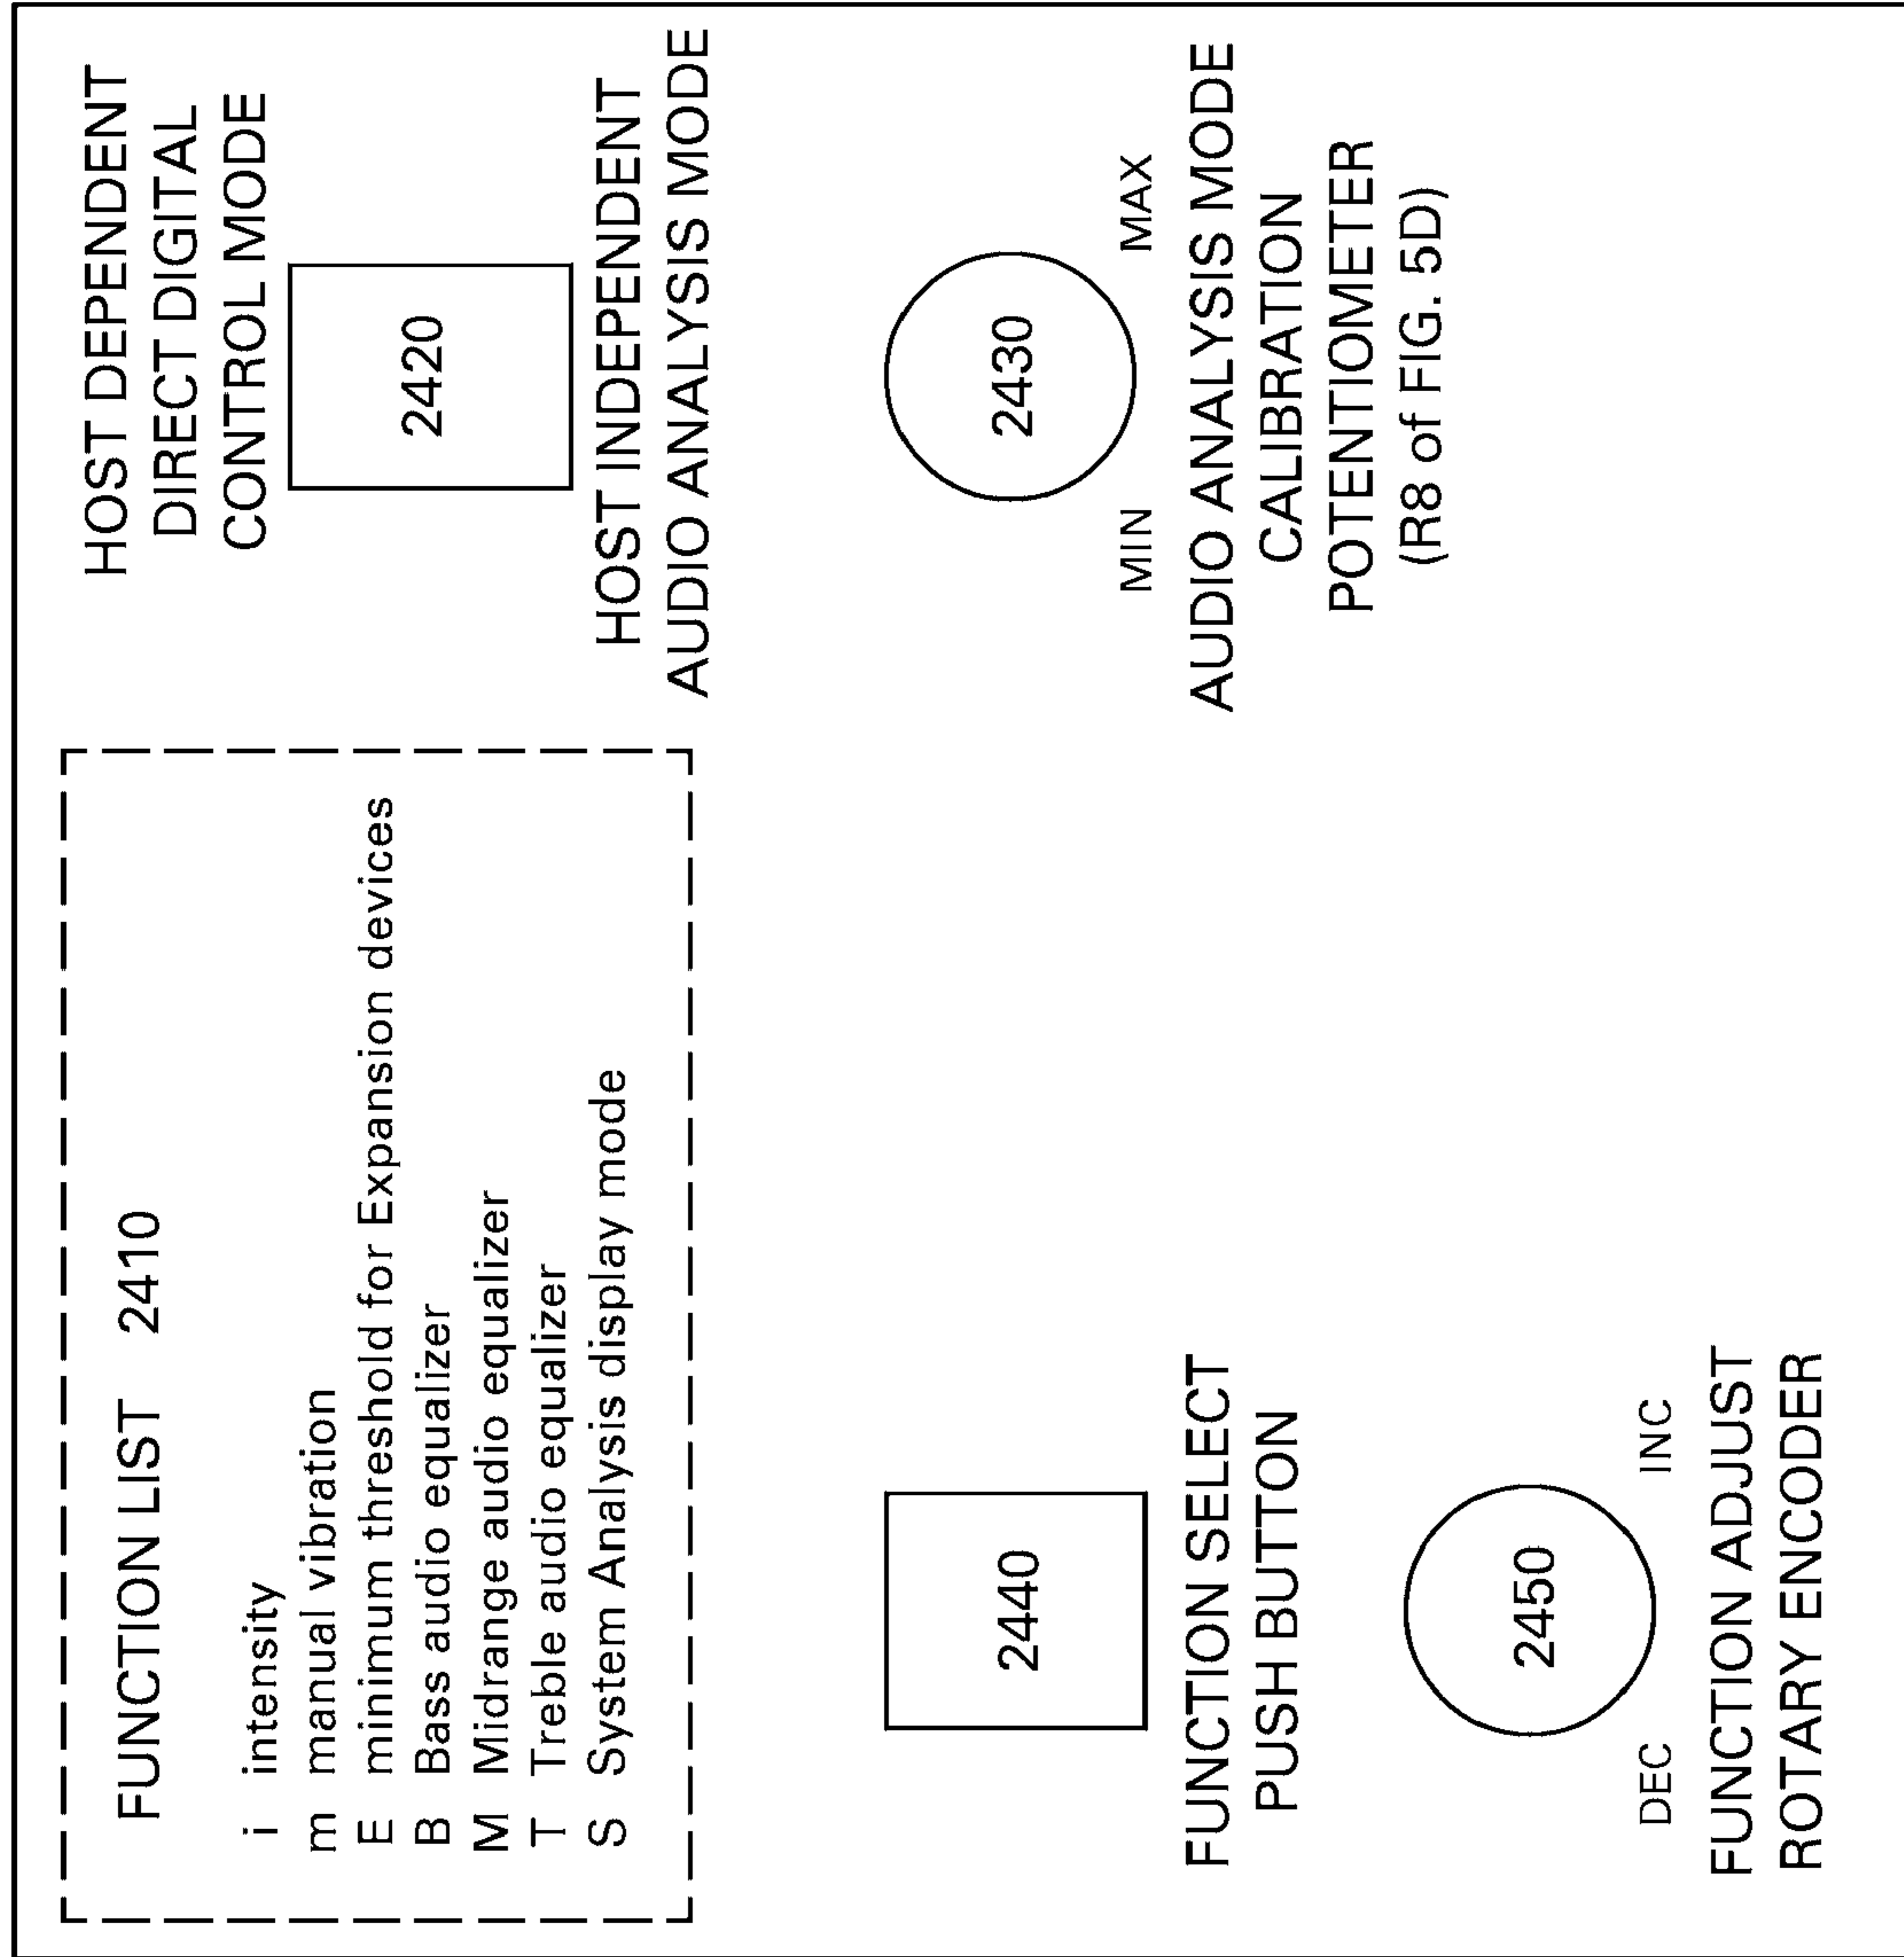 FUNCTION LIST 2410
i intensity
m manual vibration
E minimum threshold for Expansion devices
B Bass audio equalizer
M Midrange audio equalizer
T Treble audio equalizer
S System Analysis display mode
HOST DEPENDENT
DIRECT DIGITAL
CONTROL MODE
2420
HOST INDEPENDENT
AUDIO ANALYSIS MODE
2440
FUNCTION SELECT
PUSH BUTTON
2430
MIN MAX
AUDIO ANALYSIS MODE
CALIBRATION
POTENTIOMETER
(R8 of FIG. 5D)
2450
DEC INC
FUNCTION ADJUST
ROTARY ENCODER